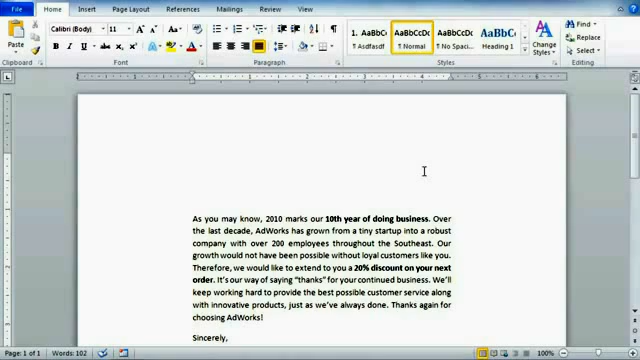 File Home Insert Page Layout References Mailings Review View
Calibri (Body) 11
1. AaBbCc AaBbCcDc AaBbCcDc AaBbC
Find
Paste
Replace
B I U abc
1. Asdfasdf ¶ Normal ¶ No Spaci... Heading 1
Change Styles
Select
Clipboard Font Paragraph Styles Editing
As you may know, 2010 marks our 10th year of doing business. Over
the last decade, AdWorks has grown from a tiny startup into a robust
company with over 200 employees throughout the Southeast. Our
growth would not have been possible without loyal customers like you.
Therefore, we would like to extend to you a 20% discount on your next
order. It's our way of saying "thanks" for your continued business. We'll
keep working hard to provide the best possible customer service along
with innovative products, just as we've always done. Thanks again for
choosing AdWorks!
Sincerely,
Page: 1 of 1 Words: 102 100%